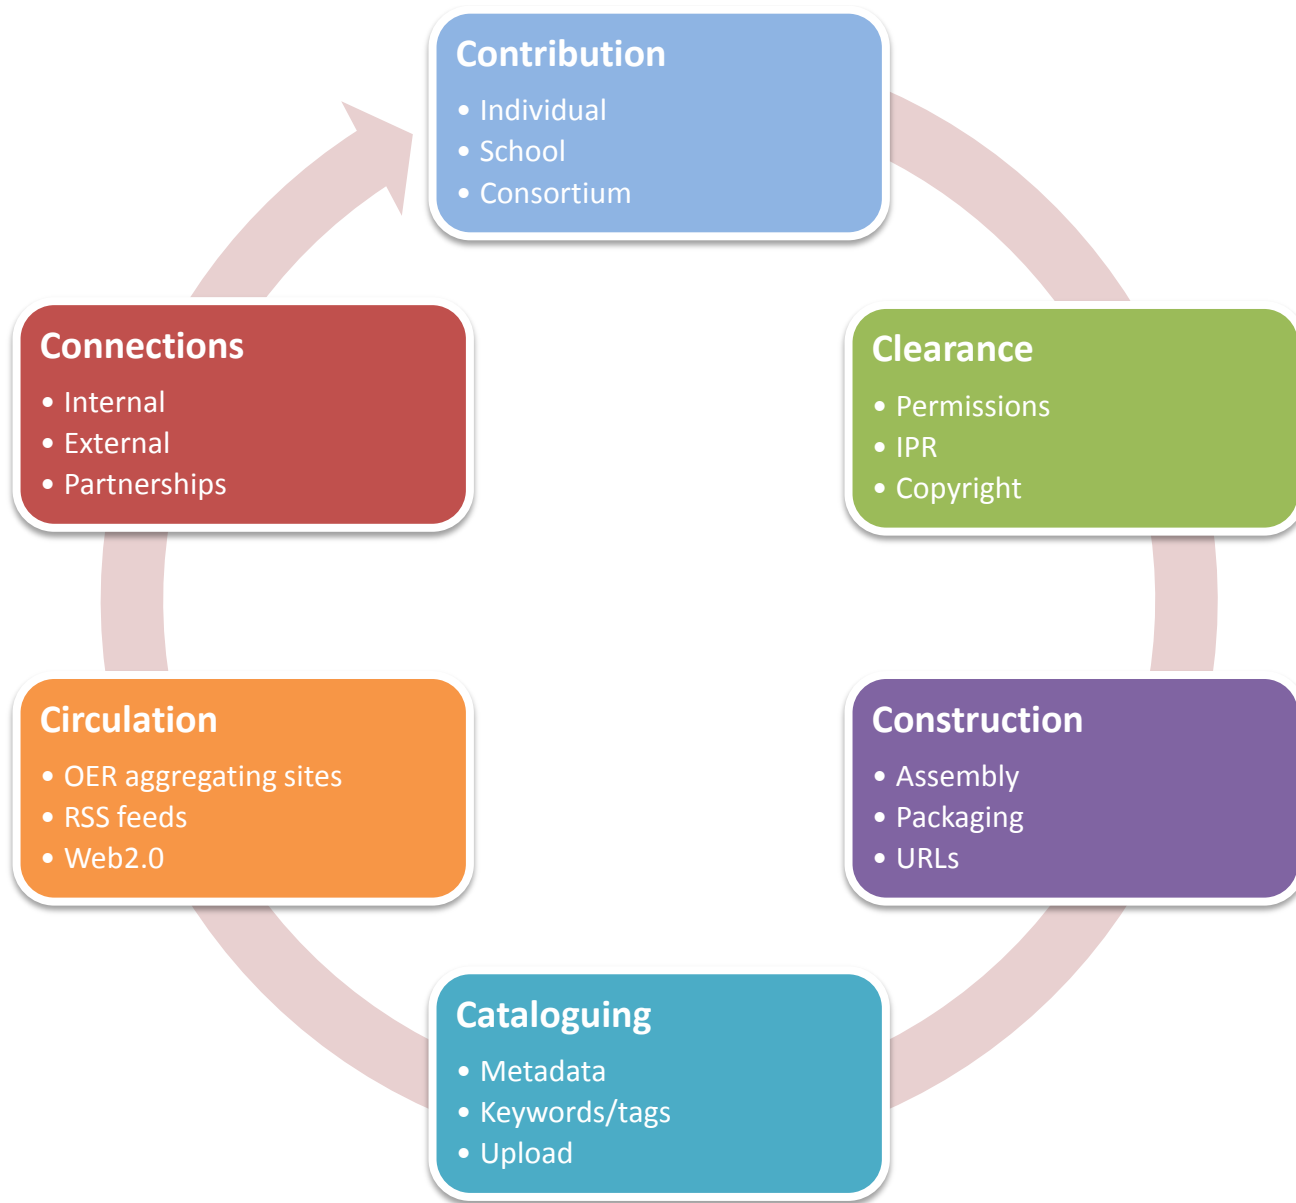 Contribution
• Individual
• School
• Consortium
Clearance
• Permissions
• IPR
• Copyright
Construction
• Assembly
• Packaging
• URLs
Cataloguing
• Metadata
• Keywords/tags
• Upload
Circulation
• OER aggregating sites
• RSS feeds
• Web2.0
Connections
• Internal
• External
• Partnerships